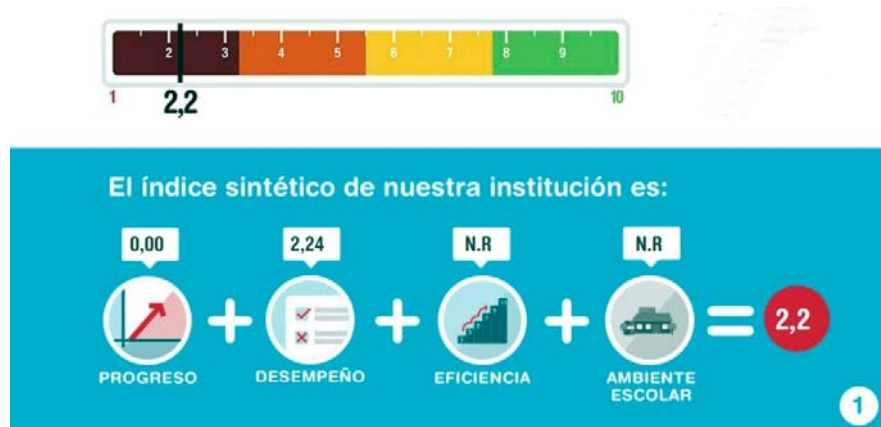 2 3 4 5 6 7 8 9
1 10
2,2
El índice sintético de nuestra institución es:
0,00 2,24 N.R N.R
2,2
PROGRESO DESEMPEÑO EFICIENCIA AMBIENTE
ESCOLAR
1